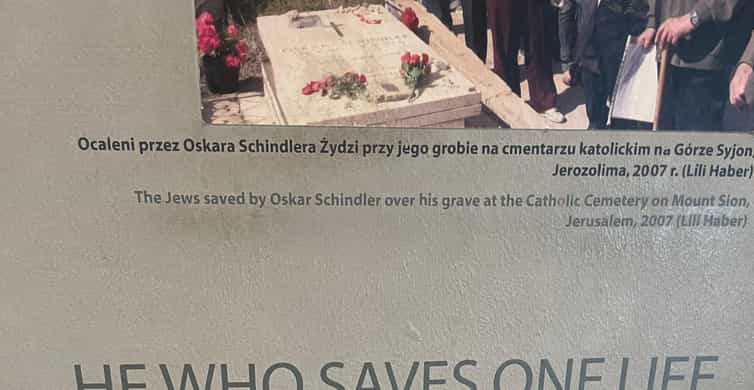 Ocaleni przez Oskara Schindlera Żydzi przy jego grobie na cmentarzu katolickim na Górze Syjon,
Jerozolima, 2007 r. (Lili Haber)
The Jews saved by Oskar Schindler over his grave at the Catholic Cemetery on Mount Sion,
Jerusalem, 2007 (Lili Haber)
HE WHO SAVES ONE LIFE